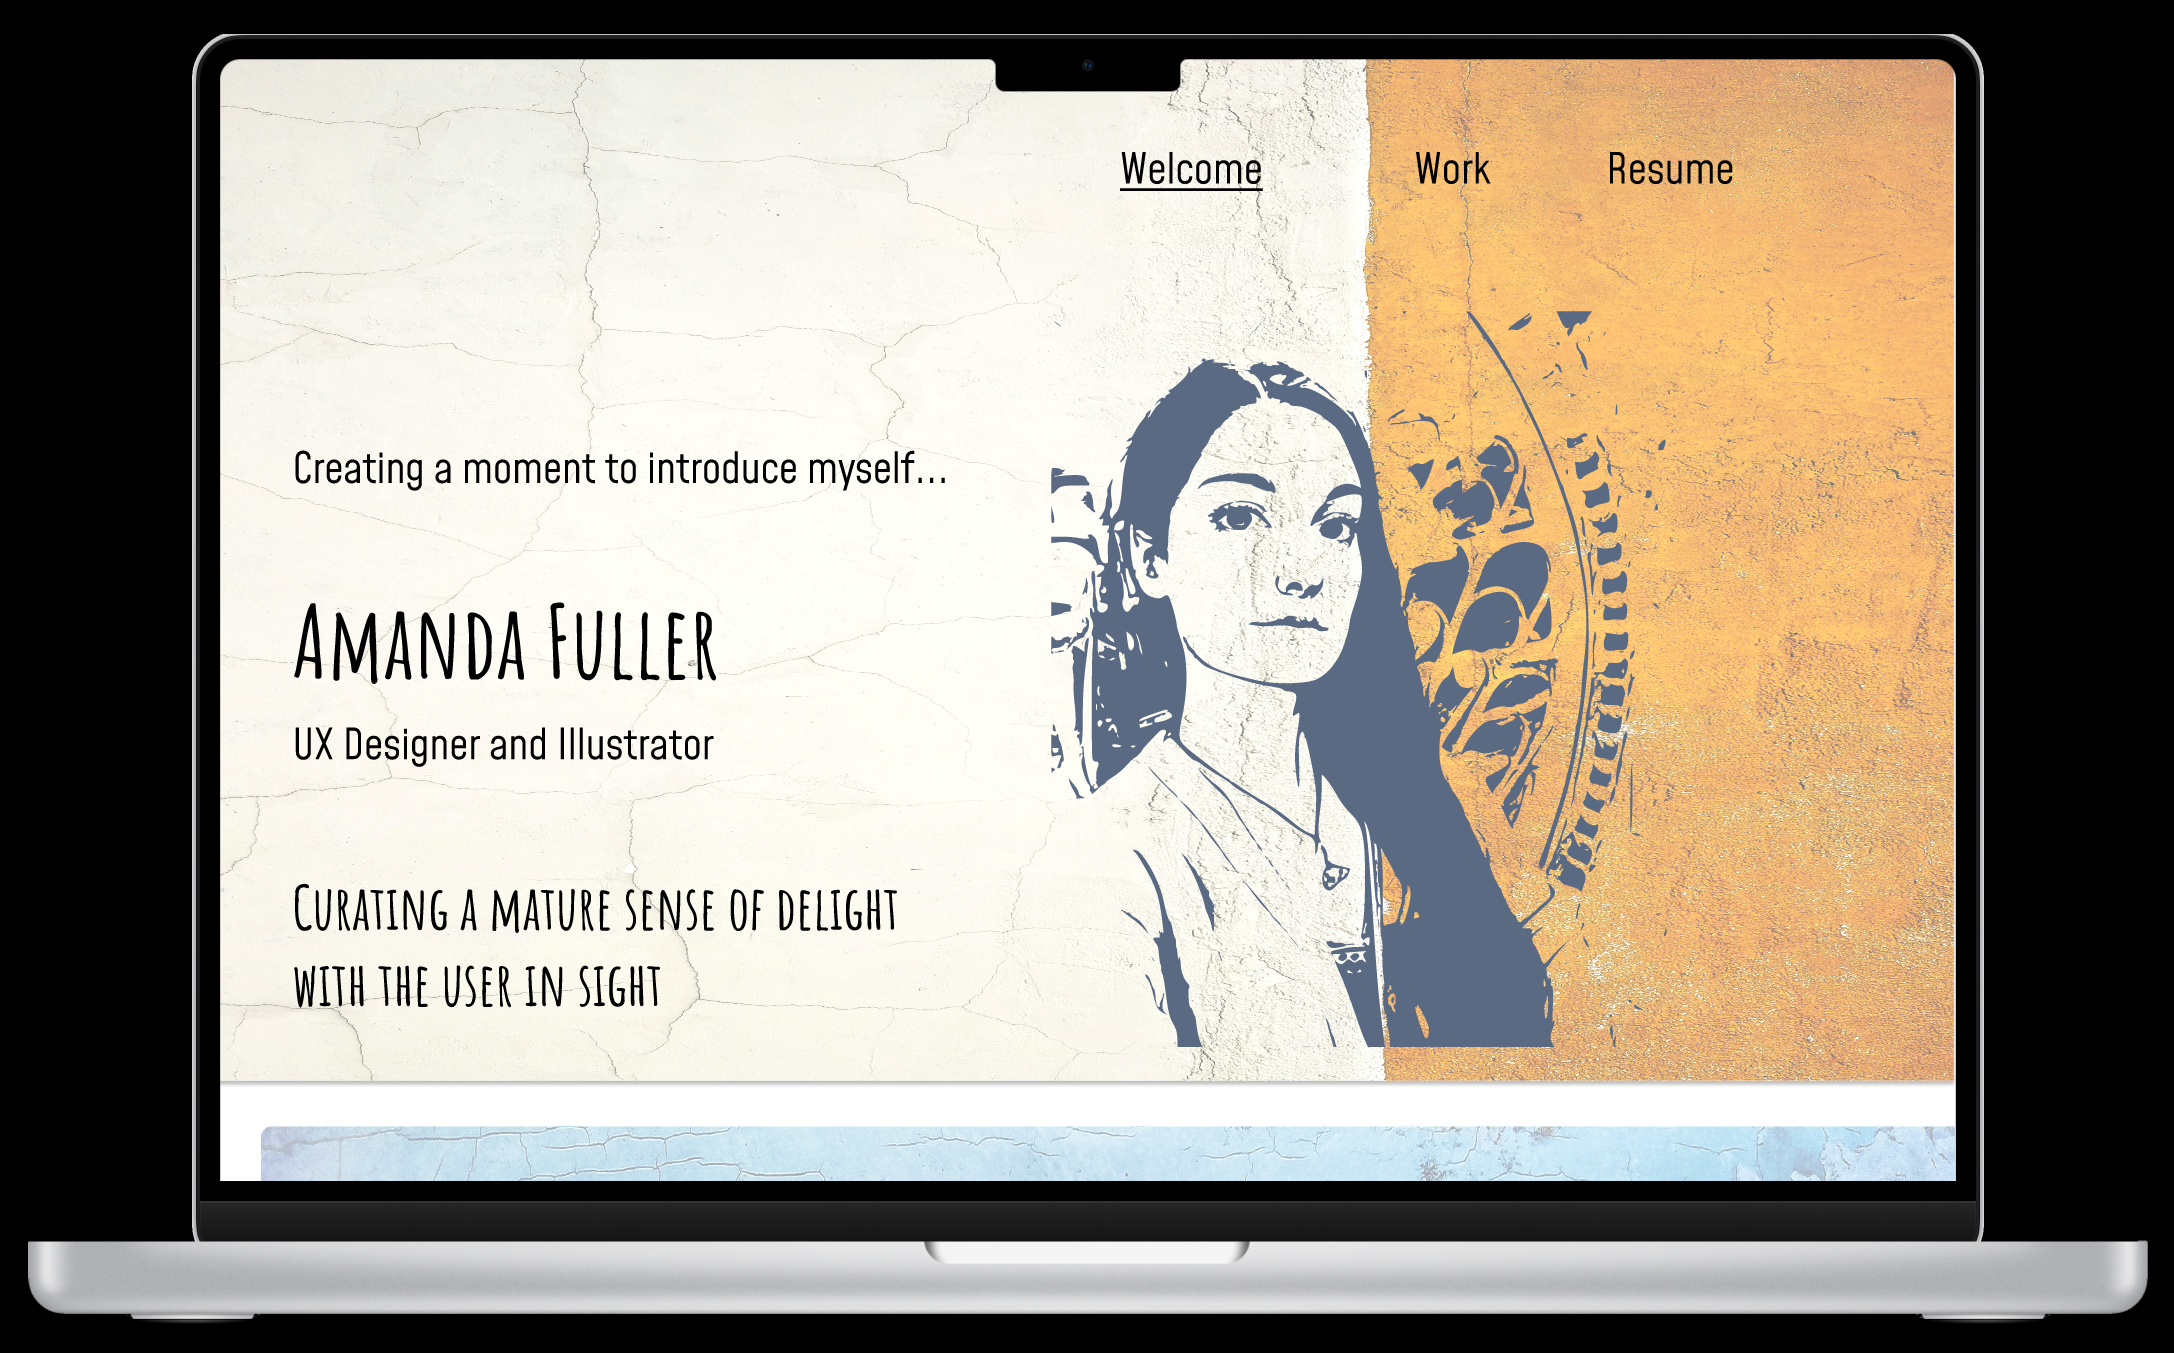 Welcome Work Resume
Creating a moment to introduce myself...
Amanda Fuller
UX Designer and Illustrator
Curating a mature sense of delight
with the user in sight